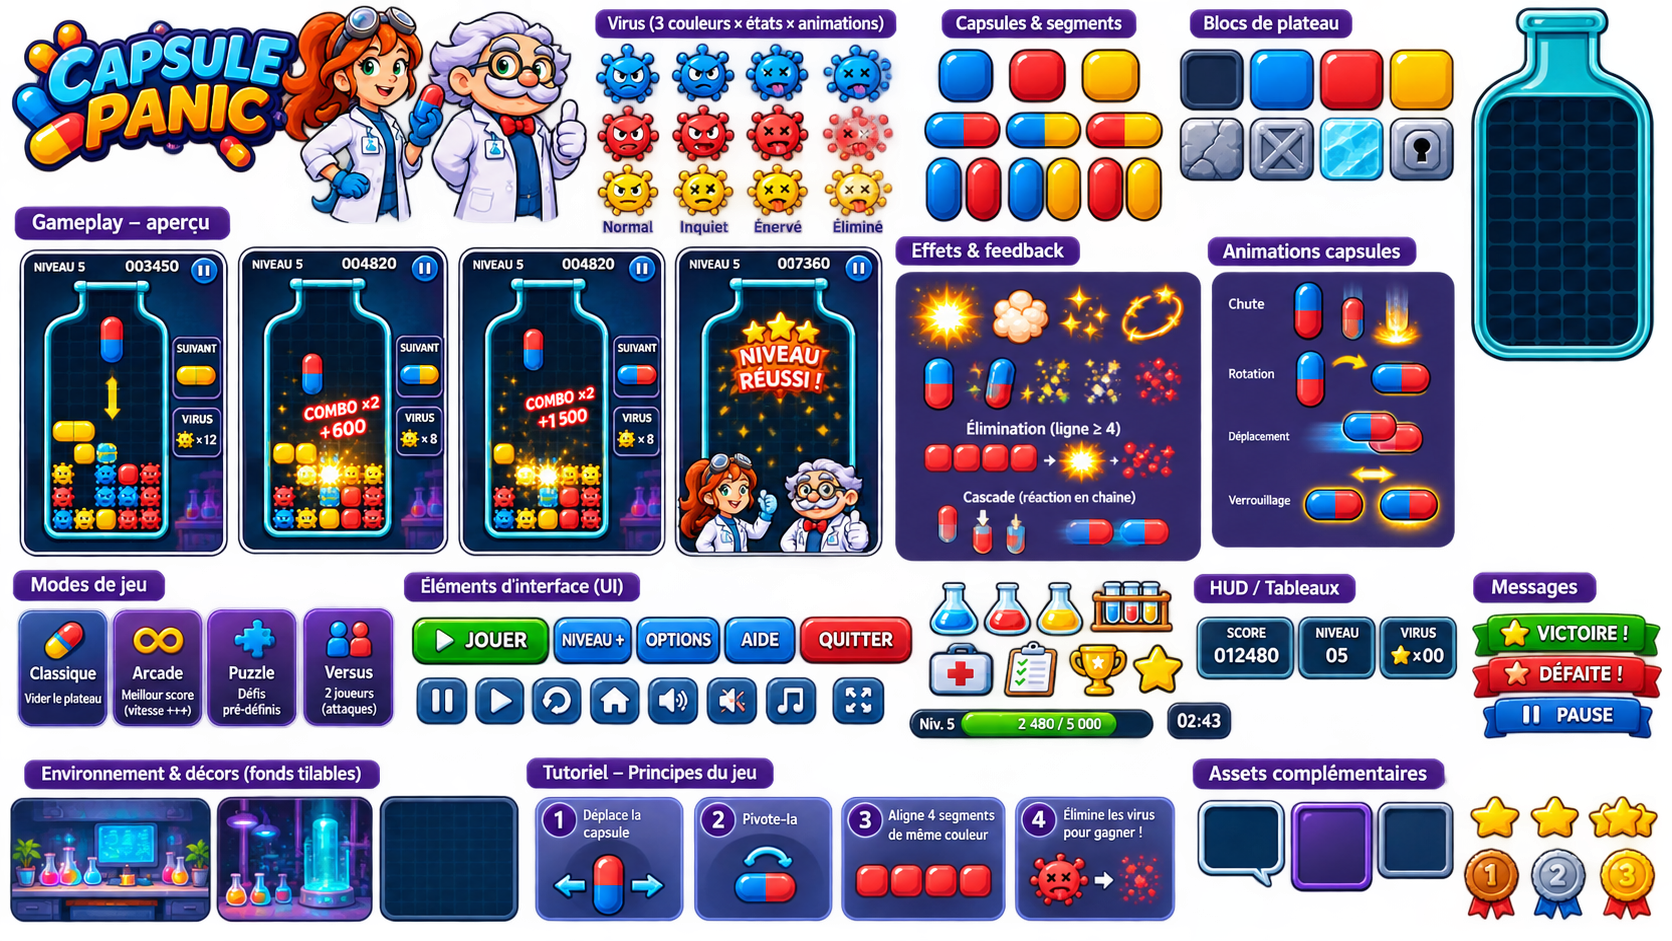 CAPSULE
PANIC
Virus (3 couleurs × états × animations)
Normal
Inquiet
Énervé
Éliminé
Capsules & segments
Blocs de plateau
Gameplay – aperçu
NIVEAU 5
003450
SUIVANT
VIRUS
×12
NIVEAU 5
004820
SUIVANT
COMBO ×2
+600
VIRUS
×8
NIVEAU 5
004820
SUIVANT
COMBO ×2
+1500
VIRUS
×8
NIVEAU 5
007360
NIVEAU
RÉUSSI !
Effets & feedback
Élimination (ligne ≥ 4)
Cascade (réaction en chaîne)
Animations capsules
Chute
Rotation
Déplacement
Verrouillage
Modes de jeu
Classique
Vider le plateau
Arcade
Meillour score
(vitesse +++)
Puzzle
Défis
pré-définis
Versus
2 joueurs
(attaques)
Éléments d'interface (UI)
JOUER
NIVEAU +
OPTIONS
AIDE
QUITTER
Niv. 5
2 480 / 5 000
02:43
HUD / Tableaux
SCORE
012480
NIVEAU
05
VIRUS
×00
Messages
VICTOIRE !
DÉFAITE !
PAUSE
Environnement & décors (fonds tilables)
Tutoriel – Principes du jeu
1
Déplace la
capsule
2
Pivote-la
3
Aligne 4 segments
de même couleur
4
Élimine les virus
pour gagner !
Assets complémentaires
1
2
3